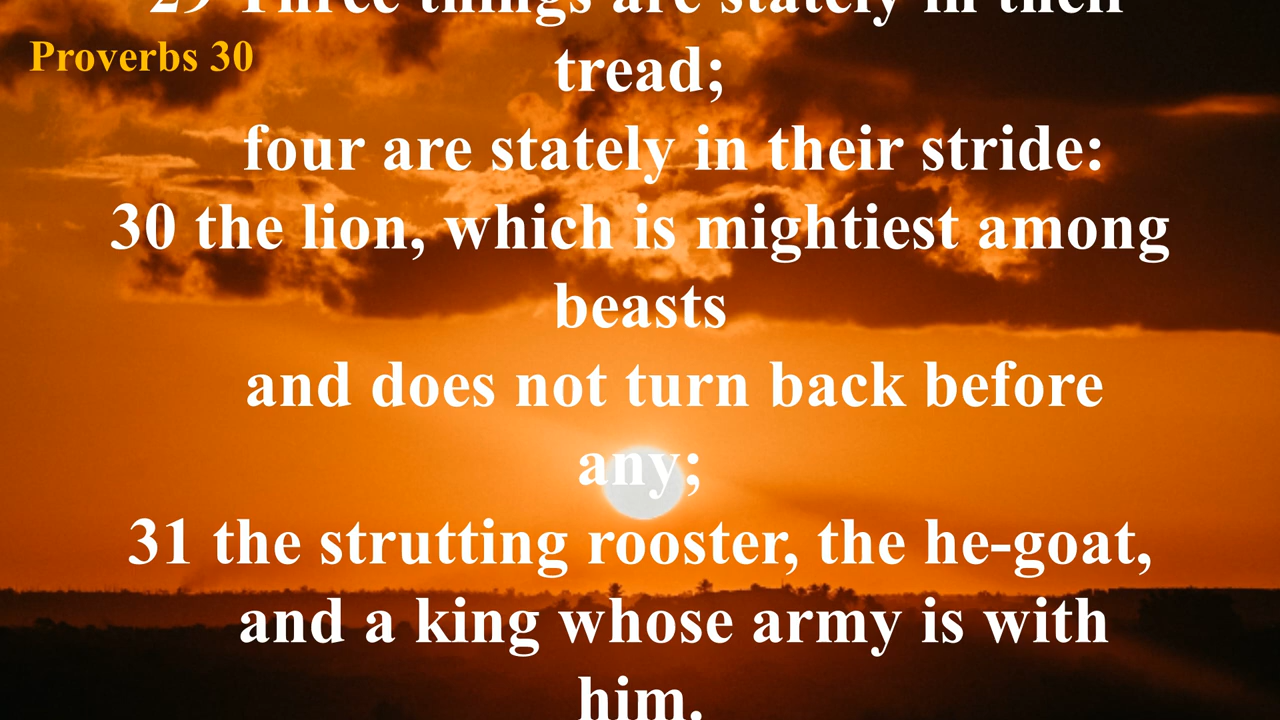 29 Three things are stately in their
Proverbs 30
tread;
four are stately in their stride:
30 the lion, which is mightiest among
beasts
and does not turn back before
any;
31 the strutting rooster, the he-goat,
and a king whose army is with
him.